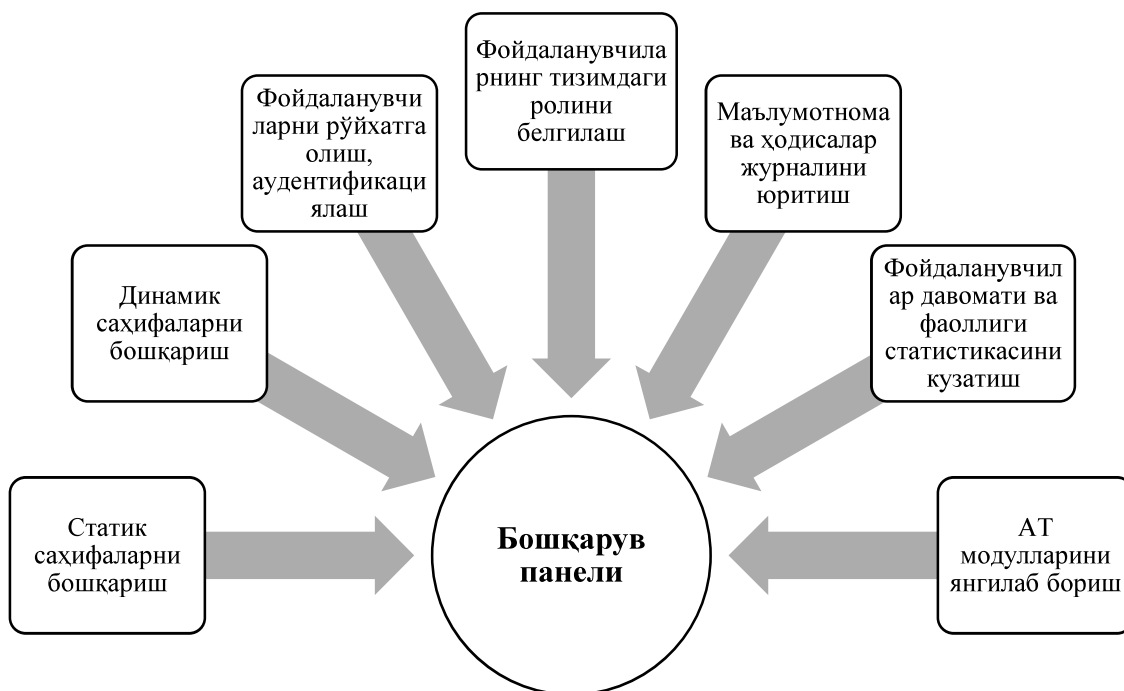 Фойдаланувчила
рнинг тизимдаги
ролини
белгилаш
Фойдаланувчи
ларни рўйхатга
олиш,
аудентификаци
ялаш
Маълумотнома
ва ҳодисалар
журналини
юритиш
Динамик
саҳифаларни
бошқариш
Фойдаланувчил
ар давомати ва
фаоллиги
статистикасини
кузатиш
Статик
саҳифаларни
бошқариш
Бошқарув
панели
АТ
модулларини
янгилаб бориш